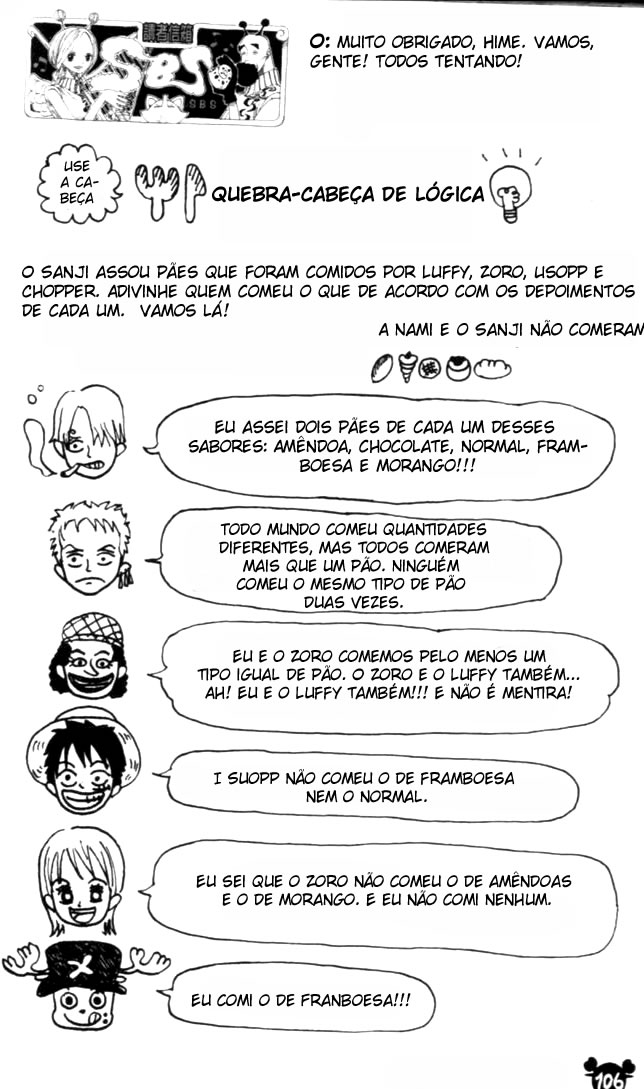 讀者信箱
SBS
SBS
O: MUITO OBRIGADO, HIME. VAMOS,
GENTE! TODOS TENTANDO!
USE
A CA-
BEÇA
QUEBRA-CABEÇA DE LÓGICA
O SANJI ASSOU PÃES QUE FORAM COMIDOS POR LUFFY, ZORO, USOPP E
CHOPPER. ADIVINHE QUEM COMEU O QUE DE ACORDO COM OS DEPOIMENTOS
DE CADA UM. VAMOS LÁ!
A NAMI E O SANJI NÃO COMERAM
EU ASSEI DOIS PÃES DE CADA UM DESSES
SABORES: AMÊNDOA, CHOCOLATE, NORMAL, FRAM-
BOESA E MORANGO!!!
TODO MUNDO COMEU QUANTIDADES
DIFERENTES, MAS TODOS COMERAM
MAIS QUE UM PÃO. NINGUÉM
COMEU O MESMO TIPO DE PÃO
DUAS VEZES.
EU E O ZORO COMEMOS PELO MENOS UM
TIPO IGUAL DE PÃO. O ZORO E O LUFFY TAMBÉM...
AH! EU E O LUFFY TAMBÉM!!! E NÃO É MENTIRA!
I SUOPP NÃO COMEU O DE FRAMBOESA
NEM O NORMAL.
EU SEI QUE O ZORO NÃO COMEU O DE AMÊNDOAS
E O DE MORANGO. E EU NÃO COMI NENHUM.
EU COMI O DE FRANBOESA!!!
106